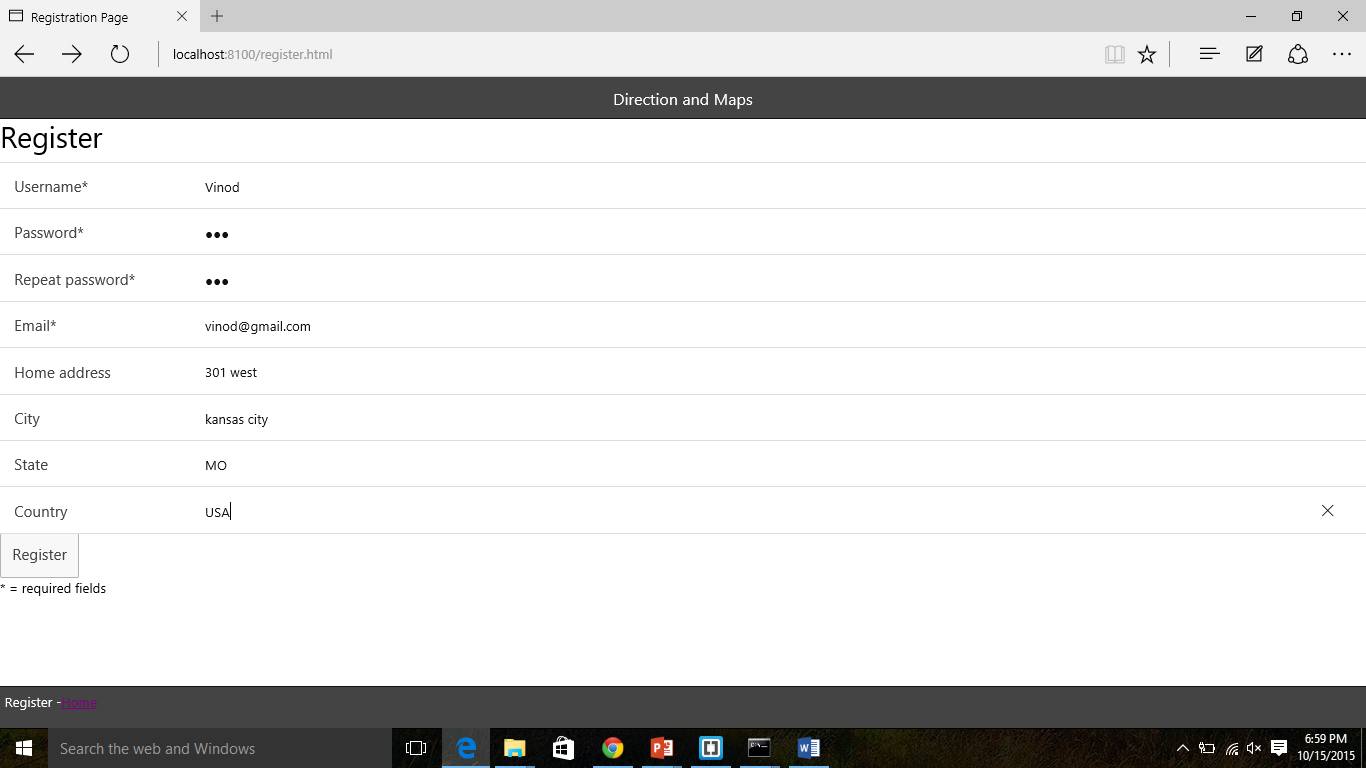 Registration Page
localhost:8100/register.html
Direction and Maps
Register
Username* Vinod
Password* ●●●
Repeat password* ●●●
Email* vinod@gmail.com
Home address 301 west
City kansas city
State MO
Country USA
Register
* = required fields
Register -Home
Search the web and Windows
6:59 PM
10/15/2015